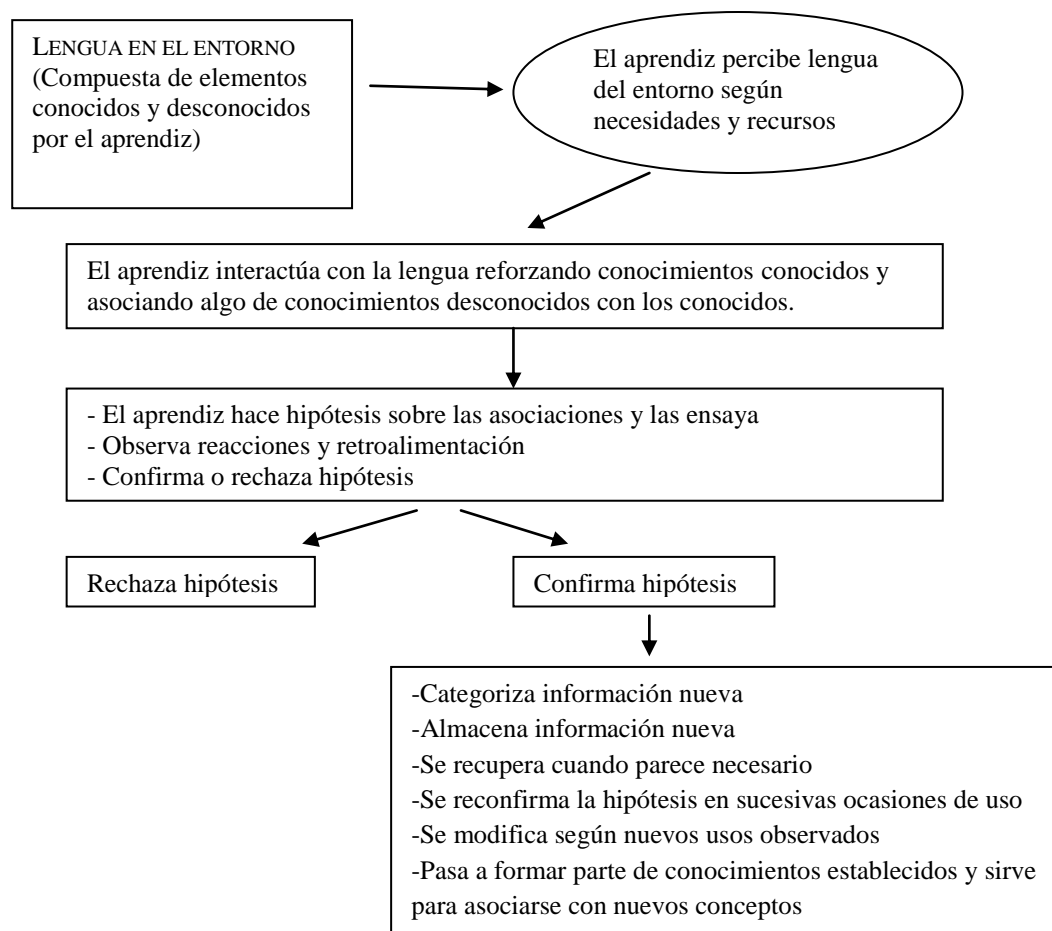 LENGUA EN EL ENTORNO
(Compuesta de elementos
conocidos y desconocidos
por el aprendiz)
El aprendiz percibe lengua
del entorno según
necesidades y recursos
El aprendiz interactúa con la lengua reforzando conocimientos conocidos y
asociando algo de conocimientos desconocidos con los conocidos.
- El aprendiz hace hipótesis sobre las asociaciones y las ensaya
- Observa reacciones y retroalimentación
- Confirma o rechaza hipótesis
Rechaza hipótesis
Confirma hipótesis
-Categoriza información nueva
-Almacena información nueva
-Se recupera cuando parece necesario
-Se reconfirma la hipótesis en sucesivas ocasiones de uso
-Se modifica según nuevos usos observados
-Pasa a formar parte de conocimientos establecidos y sirve
para asociarse con nuevos conceptos